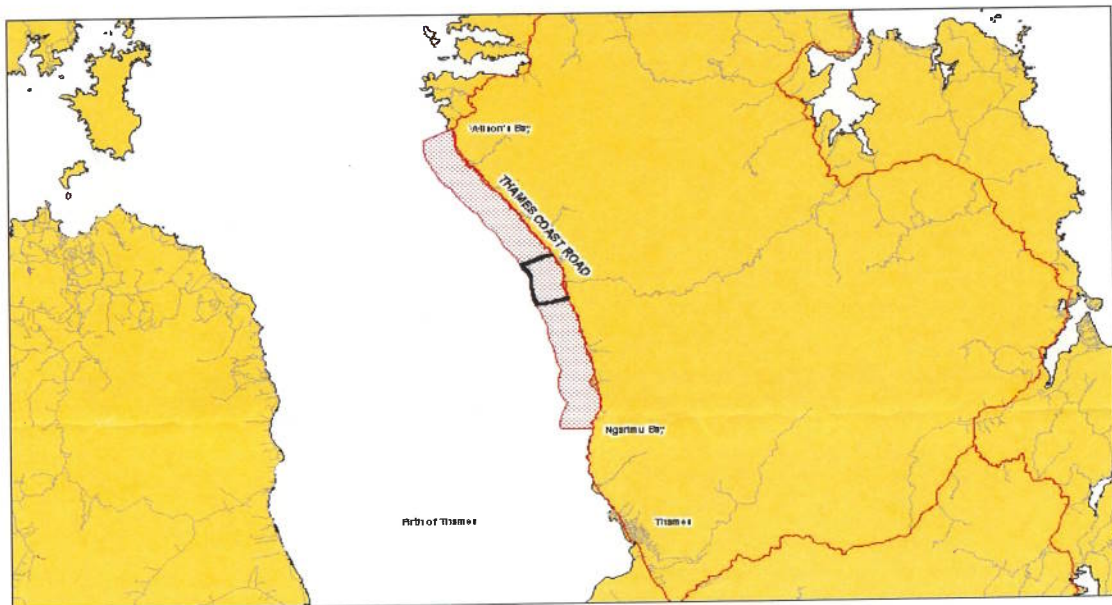 Wilson's Bay
THAMES COAST ROAD
Ngarimu Bay
Firth of Thames
Thames